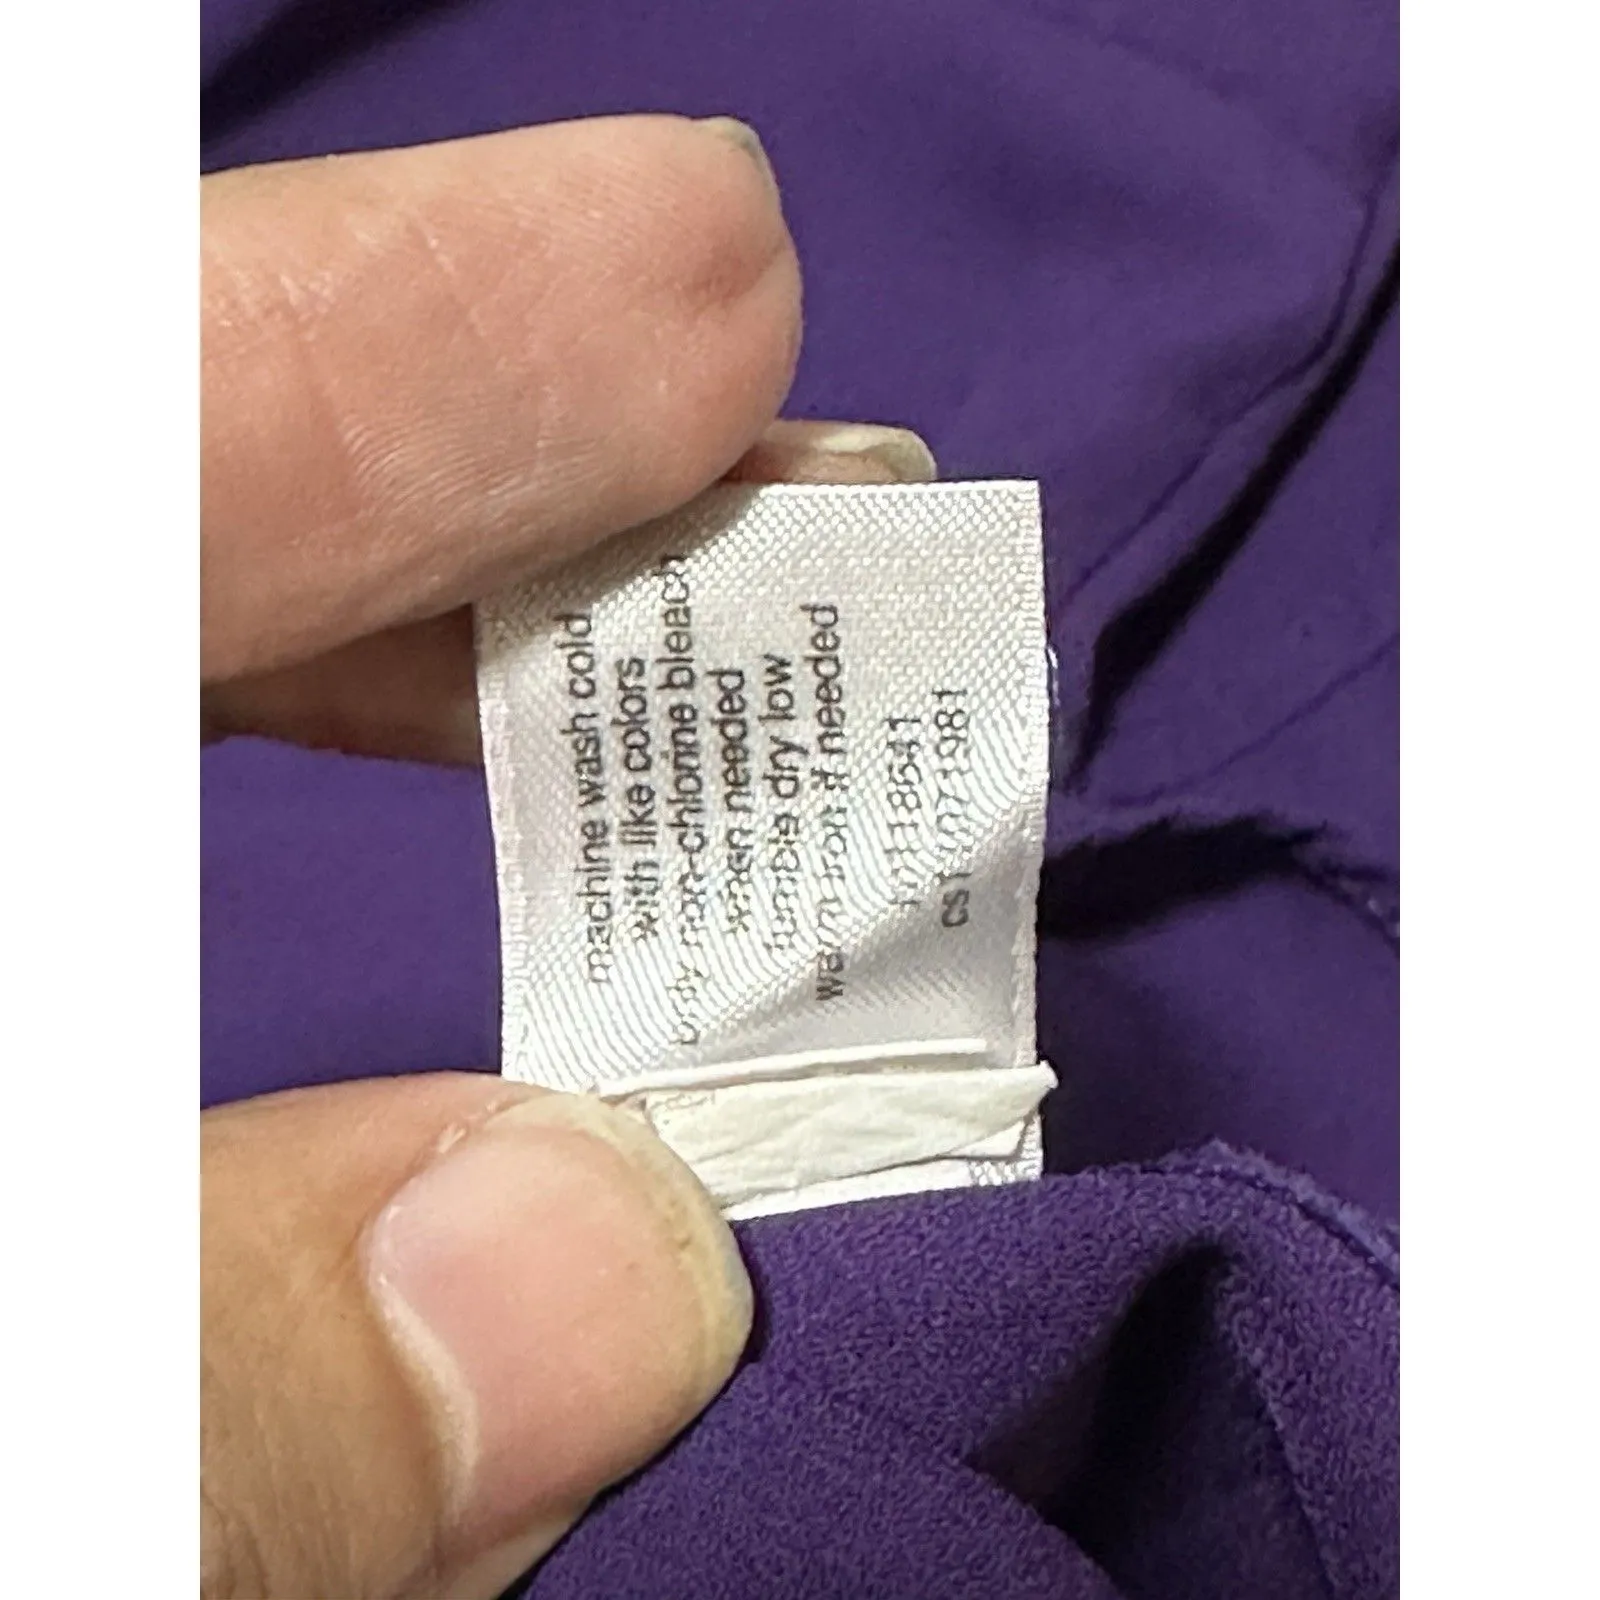 machine wash cold
with like colors
only non-chlorine bleach
when needed
tumble dry low
warm iron if needed